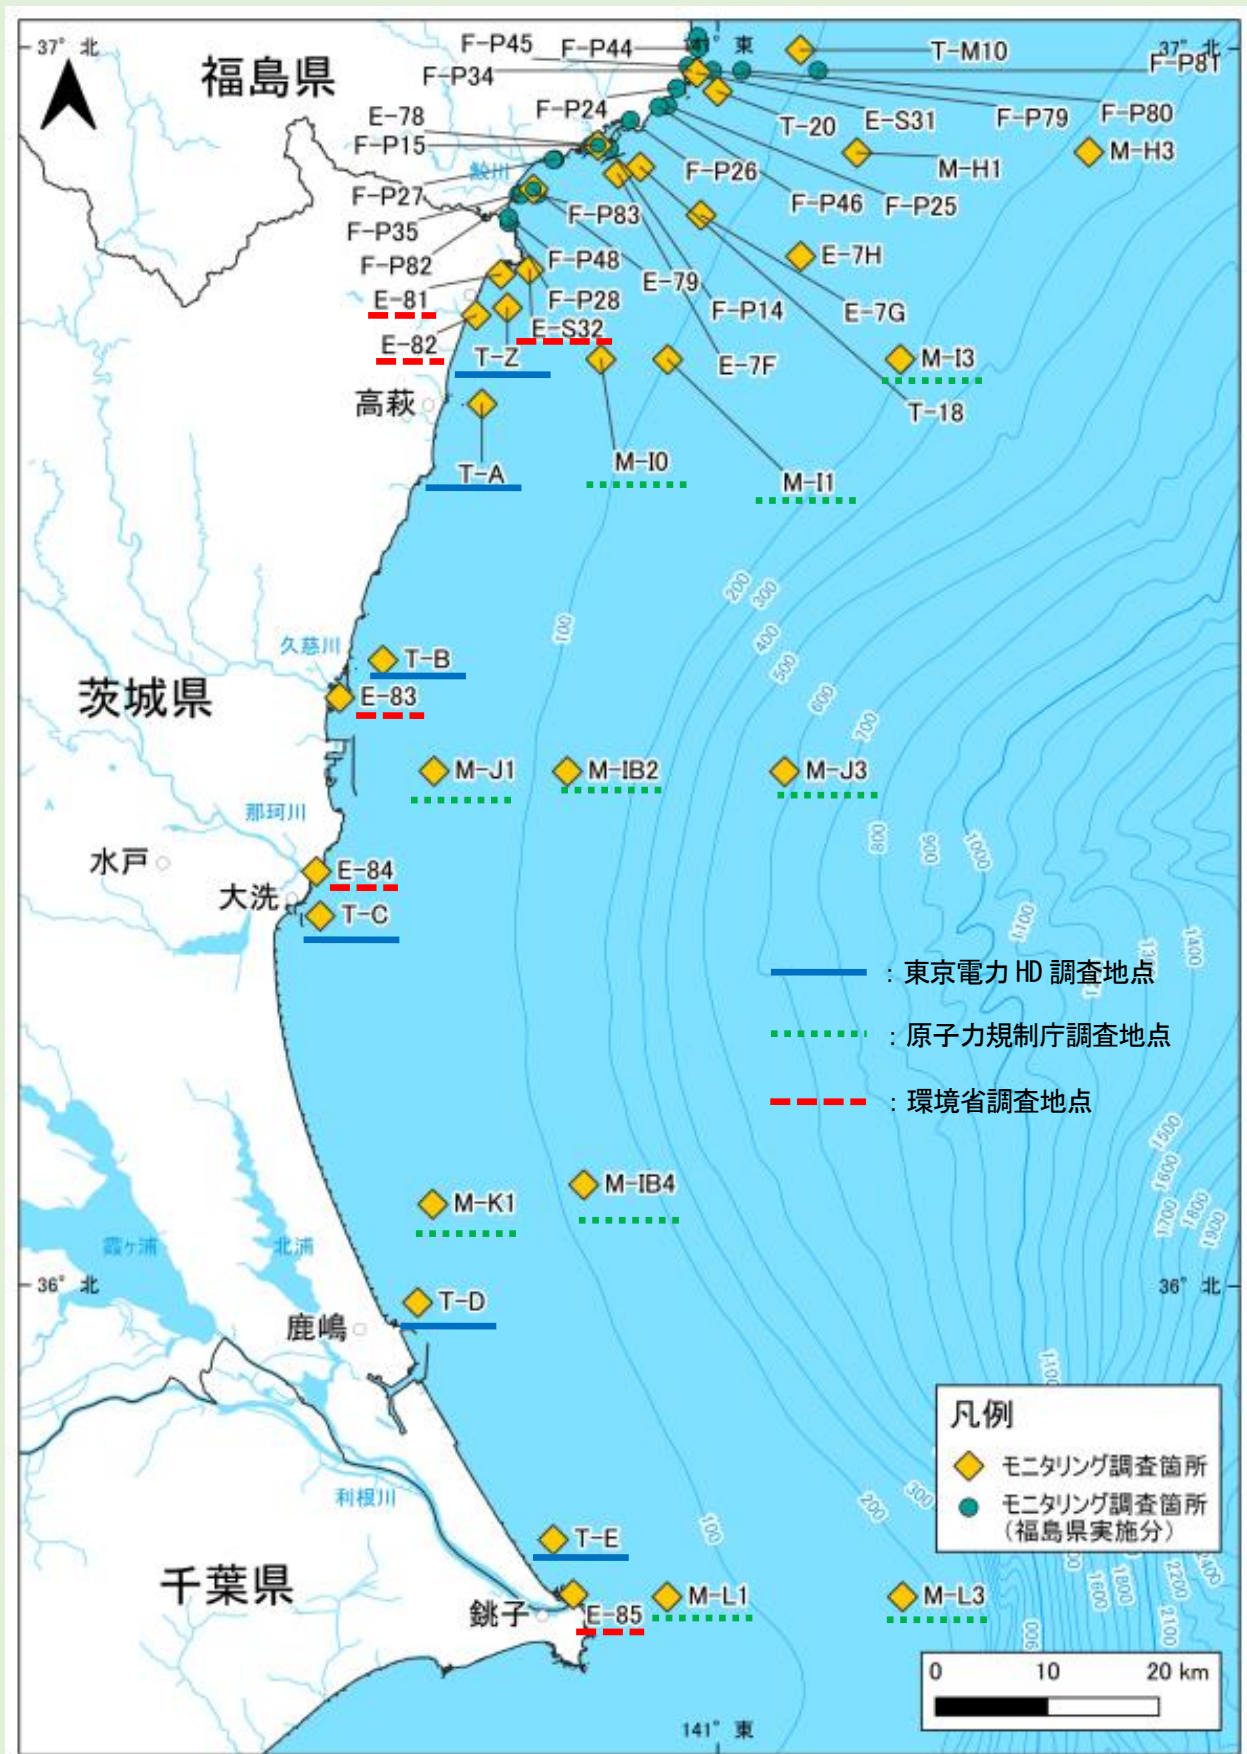 37° 北
141° 東
37° 北
福島県
F-P45
F-P44
T-M10
F-P81
F-P34
F-P24
E-78
F-P15
T-20
E-S31
F-P79
F-P80
M-H1
M-H3
鮫川
F-P27
F-P26
F-P46
F-P25
F-P35
F-P83
F-P82
F-P48
E-79
E-7H
E-81
F-P28
F-P14
E-7G
E-S32
E-82
T-Z
E-7F
M-I3
T-18
高萩
T-A
M-I0
M-I1
200
300
100
400
500
600
700
800
900
1000
1100
1400
久慈川
T-B
茨城県
E-83
M-J1
M-IB2
M-J3
那珂川
水戸
E-84
大洗
T-C
:東京電力 HD 調査地点
:原子力規制庁調査地点
:環境省調査地点
1500
1600
1700
1800
1900
M-IB4
M-K1
霞ヶ浦
北浦
36° 北
36° 北
T-D
鹿嶋
1100
凡例
モニタリング調査箇所
モニタリング調査箇所
(福島県実施分)
利根川
100
200
300
T-E
千葉県
銚子
E-85
M-L1
M-L3
1600
1800
2200
2100
900
0 10 20 km
141° 東